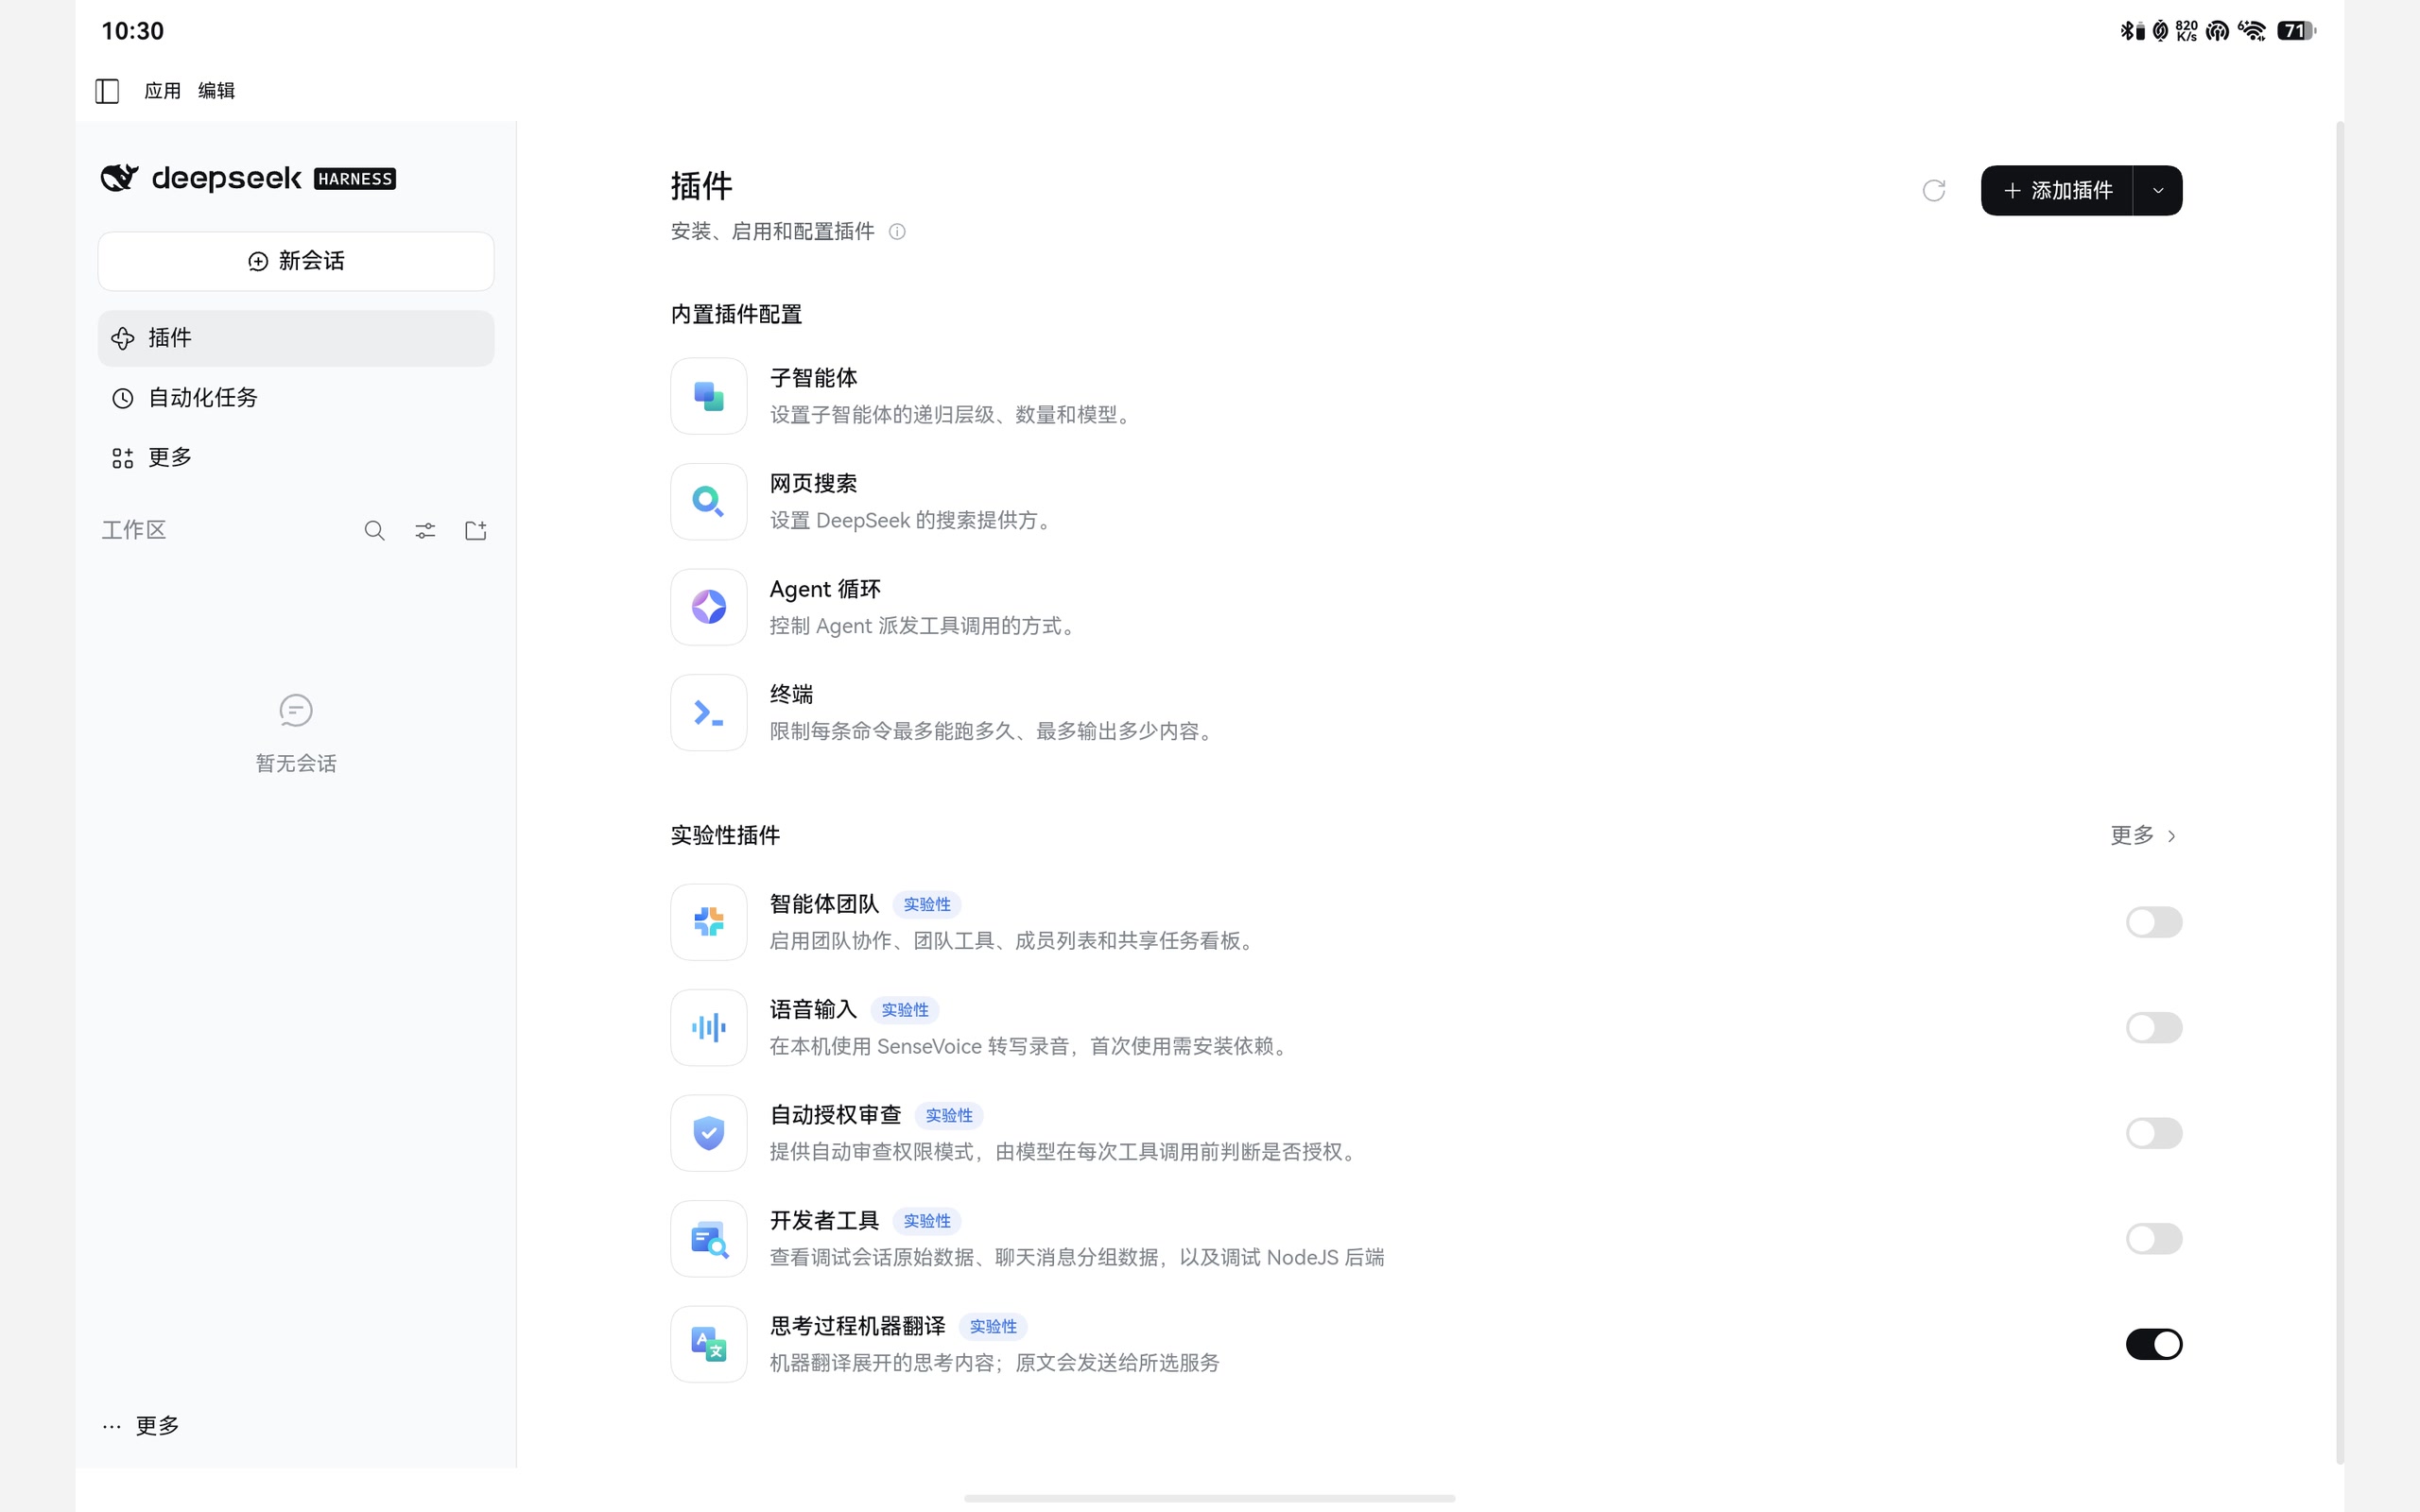 10:30
820
K/s
6
71
应用 编辑
deepseek HARNESS
新会话
插件
自动化任务
更多
工作区
暂无会话
更多
插件
安装、启用和配置插件
添加插件
内置插件配置
子智能体
设置子智能体的递归层级、数量和模型。
网页搜索
设置 DeepSeek 的搜索提供方。
Agent 循环
控制 Agent 派发工具调用的方式。
终端
限制每条命令最多能跑多久、最多输出多少内容。
实验性插件
更多
智能体团队 实验性
启用团队协作、团队工具、成员列表和共享任务看板。
语音输入 实验性
在本机使用 SenseVoice 转写录音，首次使用需安装依赖。
自动授权审查 实验性
提供自动审查权限模式，由模型在每次工具调用前判断是否授权。
开发者工具 实验性
查看调试会话原始数据、聊天消息分组数据，以及调试 NodeJS 后端
A
文
思考过程机器翻译 实验性
机器翻译展开的思考内容；原文会发送给所选服务